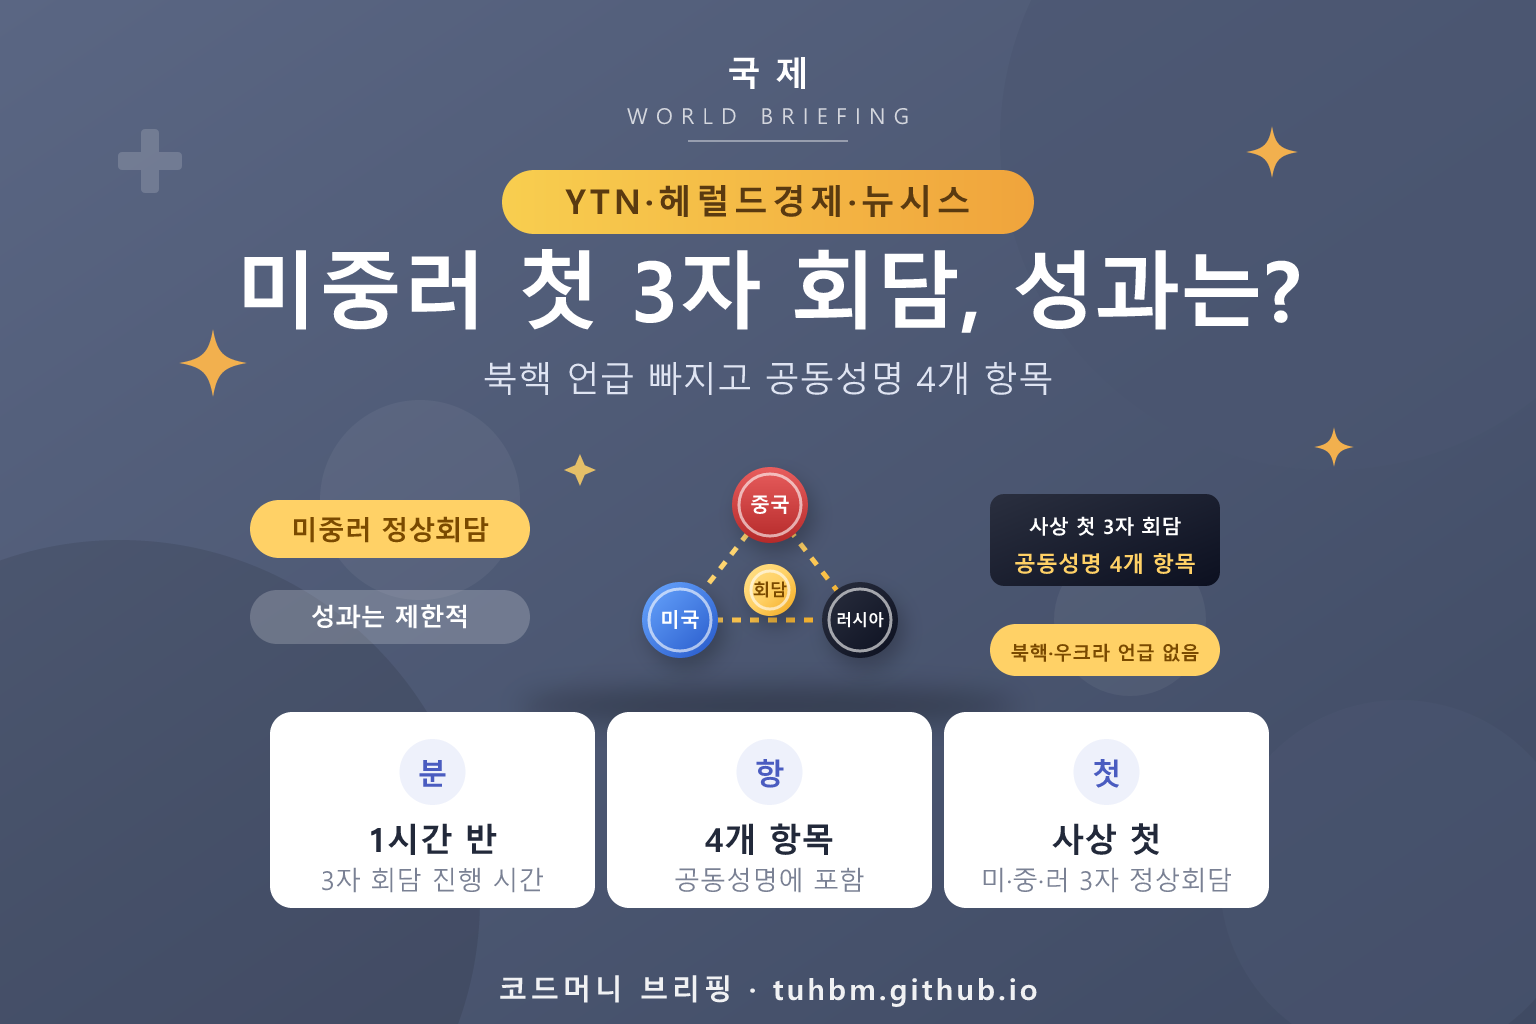 국제
WORLD BRIEFING
YTN·헤럴드경제·뉴시스
미중러 첫 3자 회담, 성과는?
북핵 언급 빠지고 공동성명 4개 항목
미중러 정상회담
성과는 제한적
중국
회담
미국
러시아
사상 첫 3자 회담
공동성명 4개 항목
북핵·우크라 언급 없음
분
1시간 반
3자 회담 진행 시간
항
4개 항목
공동성명에 포함
첫
사상 첫
미·중·러 3자 정상회담
코드머니 브리핑 · tuhbm.github.io